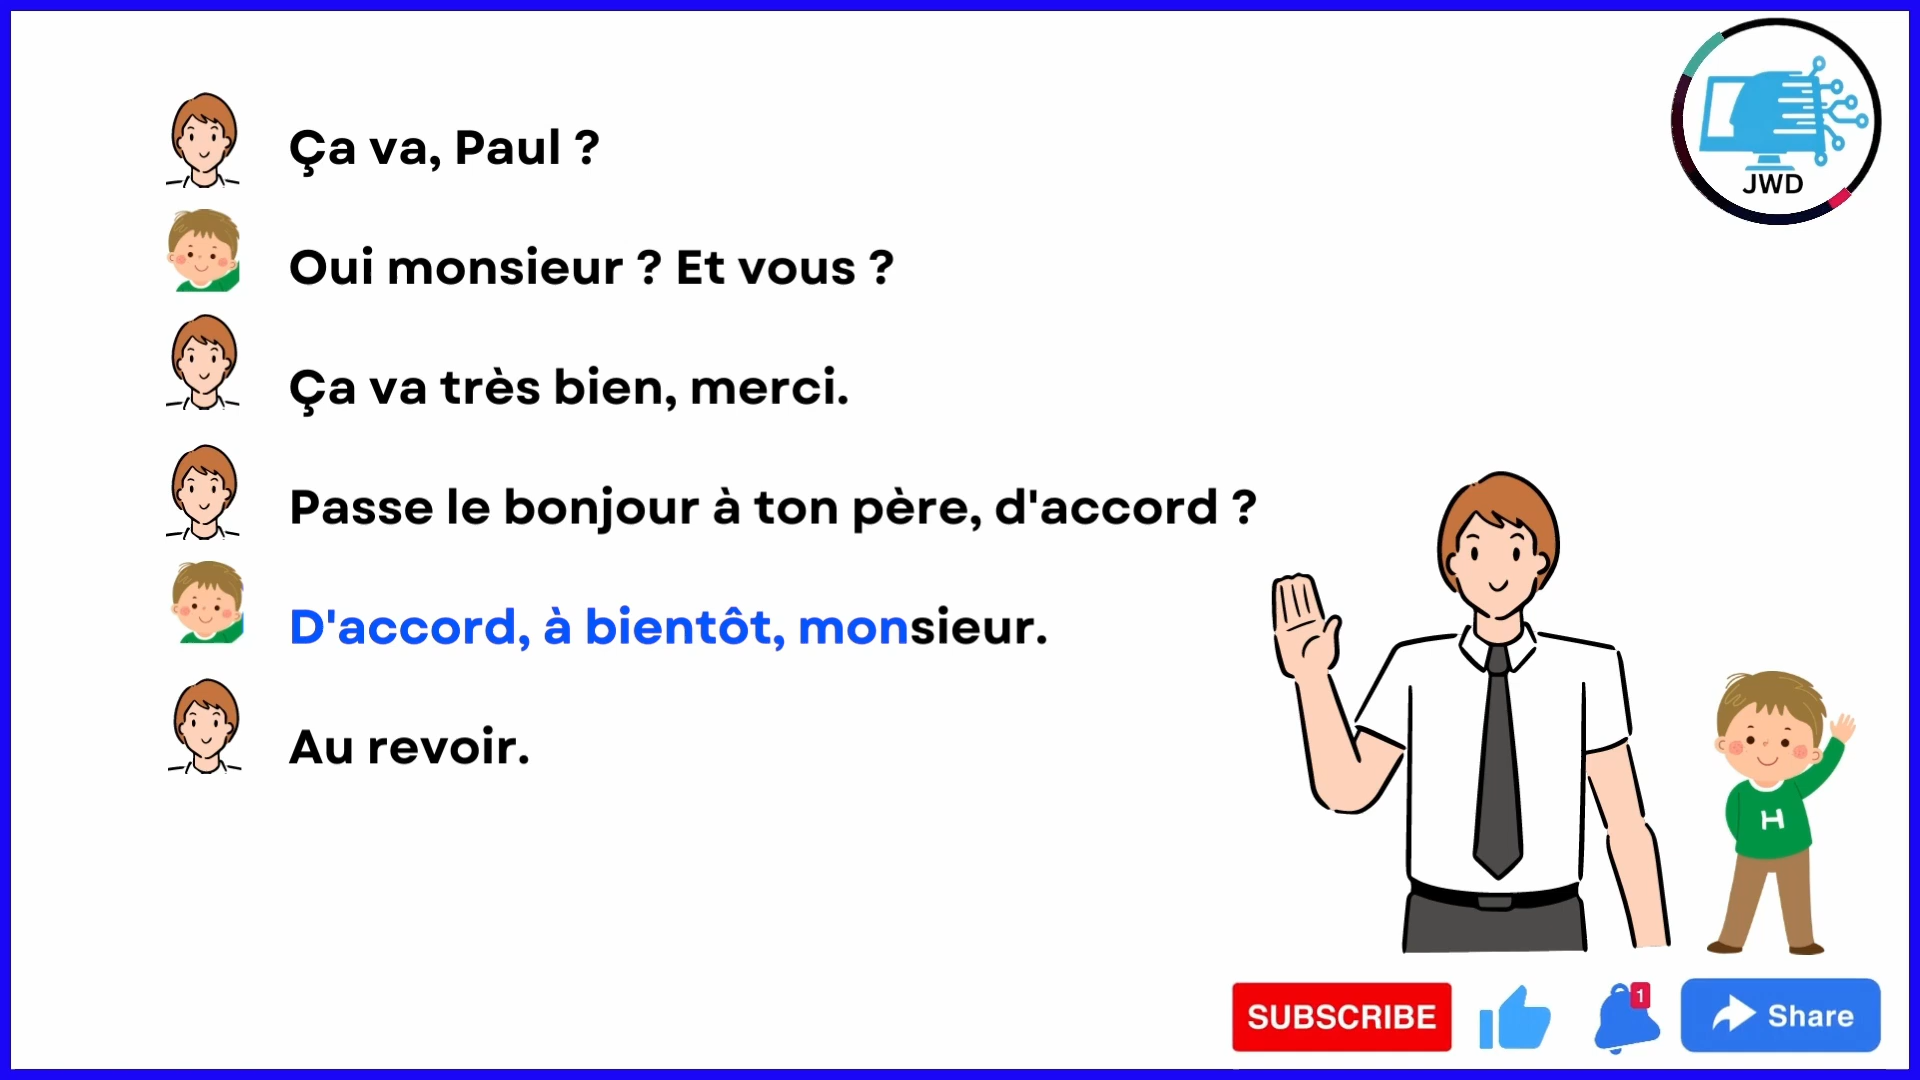 JWD
Ça va, Paul ?
Oui monsieur ? Et vous ?
Ça va très bien, merci.
Passe le bonjour à ton père, d'accord ?
D'accord, à bientôt, monsieur.
Au revoir.
H
SUBSCRIBE
1
Share